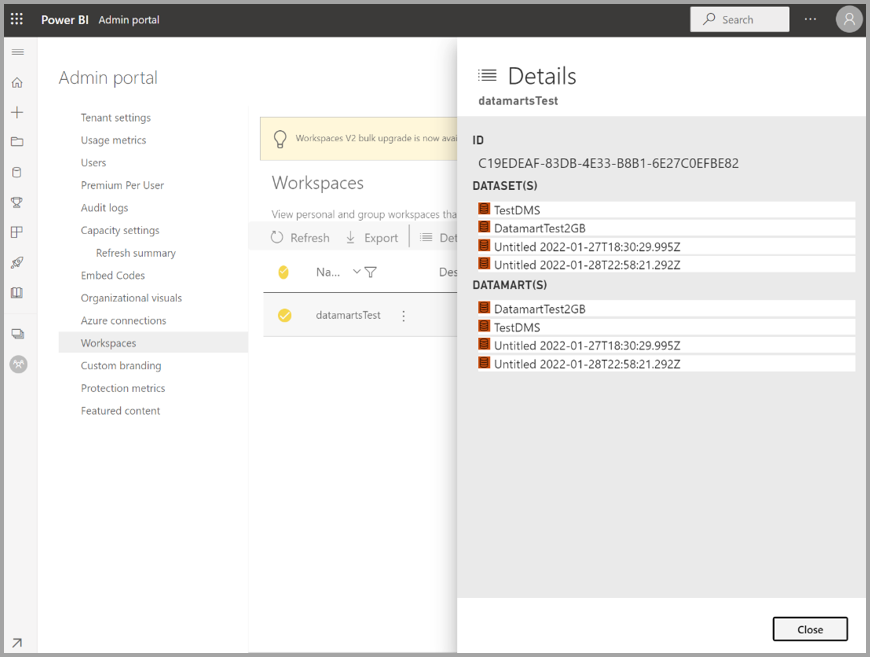 Power BI Admin portal
Search
Admin portal
Tenant settings
Usage metrics
Users
Premium Per User
Audit logs
Capacity settings
Refresh summary
Embed Codes
Organizational visuals
Azure connections
Workspaces
Custom branding
Protection metrics
Featured content
Workspaces V2 bulk upgrade is now avai
Workspaces
View personal and group workspaces tha
Refresh Export Det
Na... Des
datamartsTest
Details
datamartsTest
ID
C19EDEAF-83DB-4E33-B8B1-6E27C0EFBE82
DATASET(S)
TestDMS
DatamartTest2GB
Untitled 2022-01-27T18:30:29.995Z
Untitled 2022-01-28T22:58:21.292Z
DATAMART(S)
DatamartTest2GB
TestDMS
Untitled 2022-01-27T18:30:29.995Z
Untitled 2022-01-28T22:58:21.292Z
Close